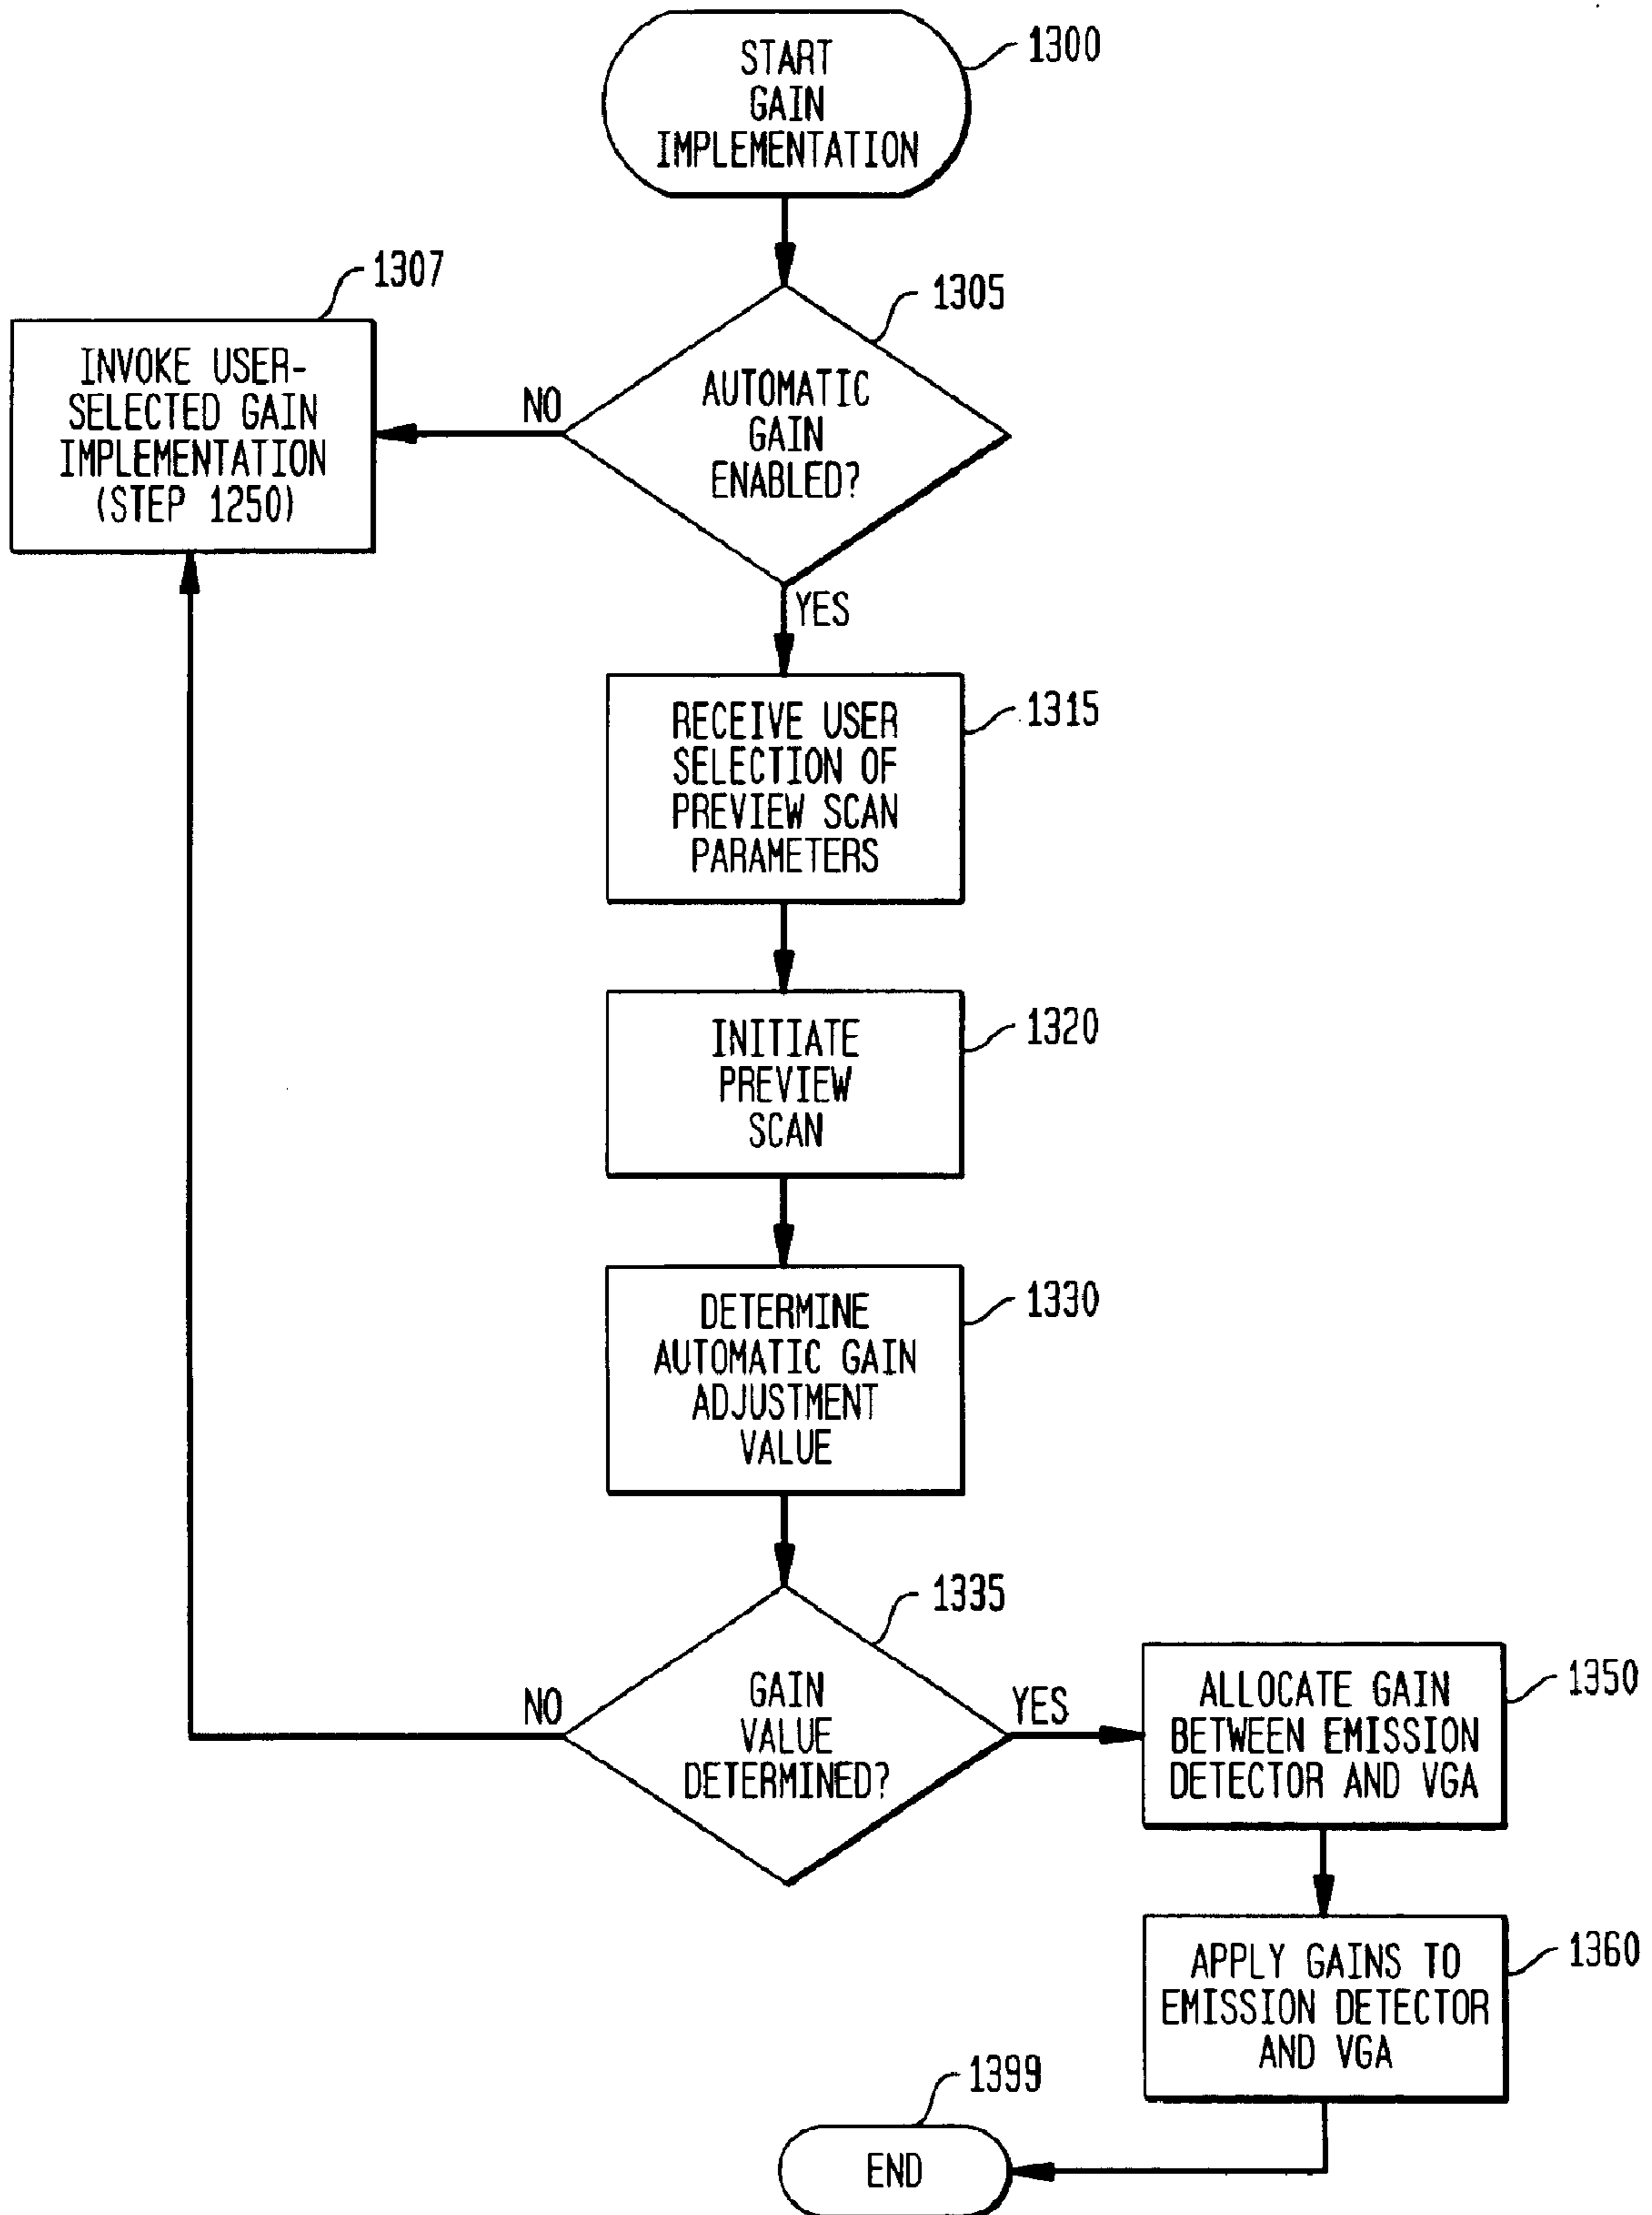 START
GAIN
IMPLEMENTATION
1300
1307
INVOKE USER-
SELECTED GAIN
IMPLEMENTATION
(STEP 1250)
1305
AUTOMATIC
GAIN
ENABLED?
NO
YES
RECEIVE USER
SELECTION OF
PREVIEW SCAN
PARAMETERS
1315
INITIATE
PREVIEW
SCAN
1320
DETERMINE
AUTOMATIC GAIN
ADJUSTMENT
VALUE
1330
1335
GAIN
VALUE
DETERMINED?
NO
YES
ALLOCATE GAIN
BETWEEN EMISSION
DETECTOR AND VGA
1350
APPLY GAINS TO
EMISSION DETECTOR
AND VGA
1360
1399
END